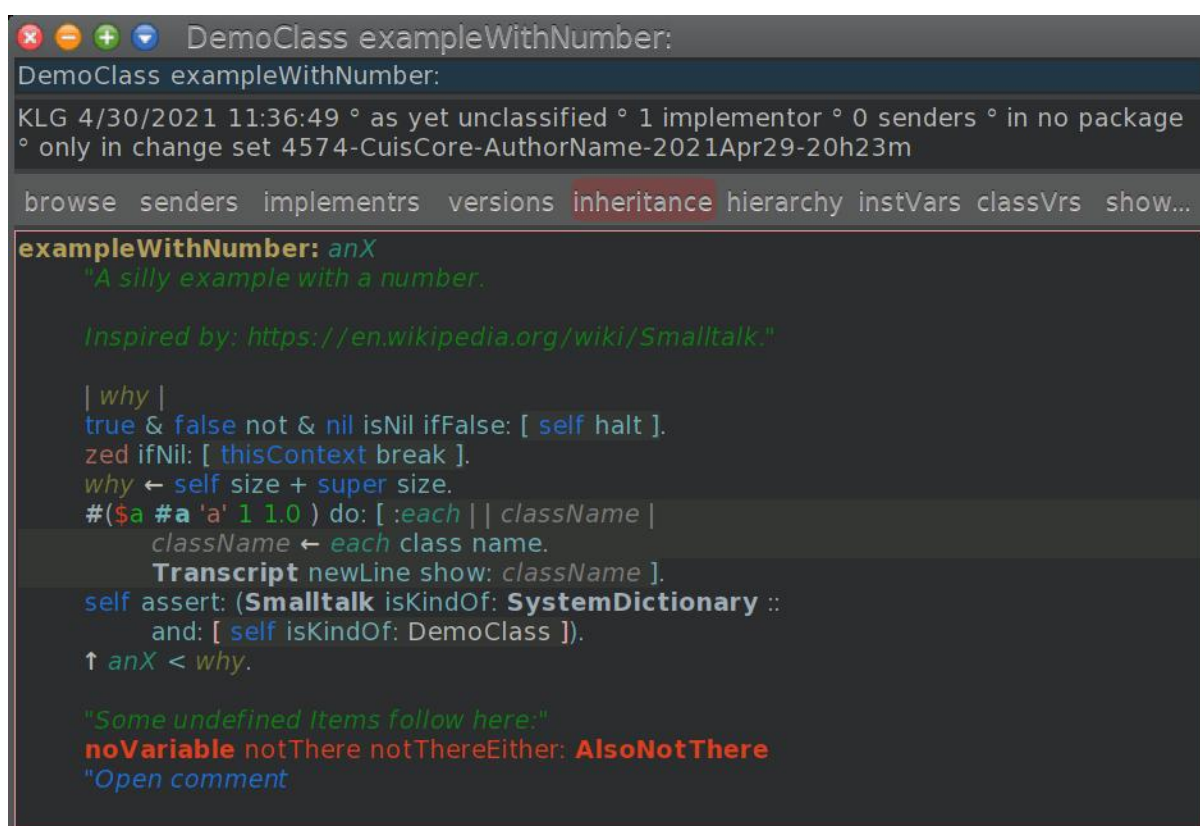 DemoClass exampleWithNumber:
DemoClass exampleWithNumber:
KLG 4/30/2021 11:36:49 ° as yet unclassified ° 1 implementor ° 0 senders ° in no package
° only in change set 4574-CuisCore-AuthorName-2021Apr29-20h23m
browse senders implementrs versions inheritance hierarchy instVars classVrs show...
exampleWithNumber: anX
"A silly example with a number.
Inspired by: https://en.wikipedia.org/wiki/Smalltalk."
| why |
true & false not & nil isNil ifFalse: [ self halt ].
zed ifNil: [ thisContext break ].
why ← self size + super size.
#($a #a 'a' 1 1.0 ) do: [ :each | | className |
className ← each class name.
Transcript newLine show: className ].
self assert: (Smalltalk isKindOf: SystemDictionary ::
and: [ self isKindOf: DemoClass ]).
↑ anX < why.
"Some undefined Items follow here:"
noVariable notThere notThereEither: AlsoNotThere
"Open comment